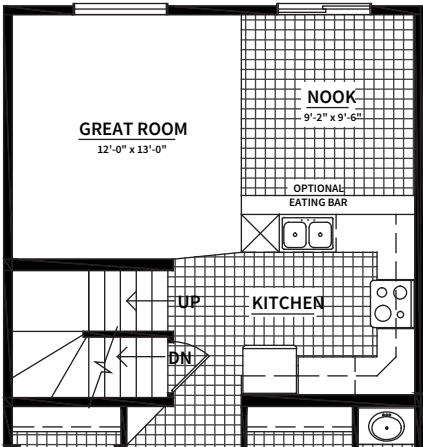 NOOK
9'-2" x 9'-6"
GREAT ROOM
12'-0" x 13'-0"
OPTIONAL
EATING BAR
UP
KITCHEN
DN